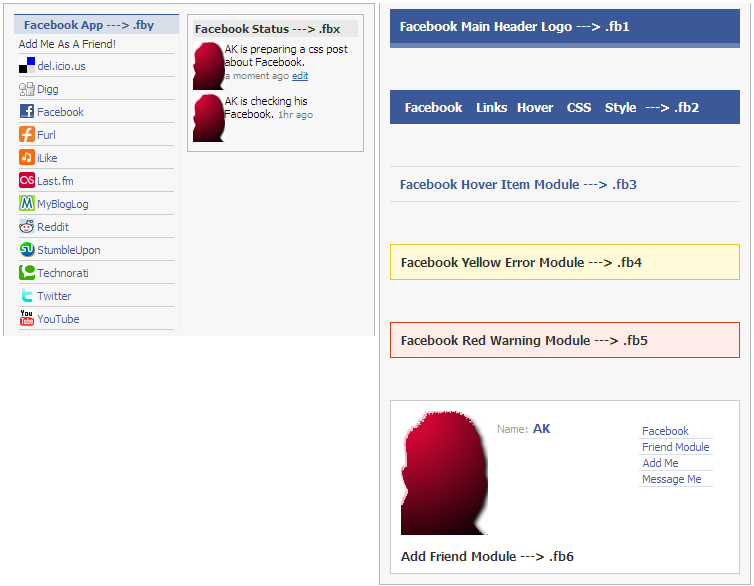 Facebook App ---> .fby
Add Me As A Friend!
del.icio.us
Digg
Facebook
Furl
iLike
Last.fm
MyBlogLog
Reddit
StumbleUpon
Technorati
Twitter
YouTube
Facebook Status ---> .fbx
AK is preparing a css post
about Facebook.
a moment ago edit
AK is checking his
Facebook. 1hr ago
Facebook Main Header Logo ---> .fb1
Facebook Links Hover CSS Style ---> .fb2
Facebook Hover Item Module ---> .fb3
Facebook Yellow Error Module ---> .fb4
Facebook Red Warning Module ---> .fb5
Name: AK
Facebook
Friend Module
Add Me
Message Me
Add Friend Module ---> .fb6